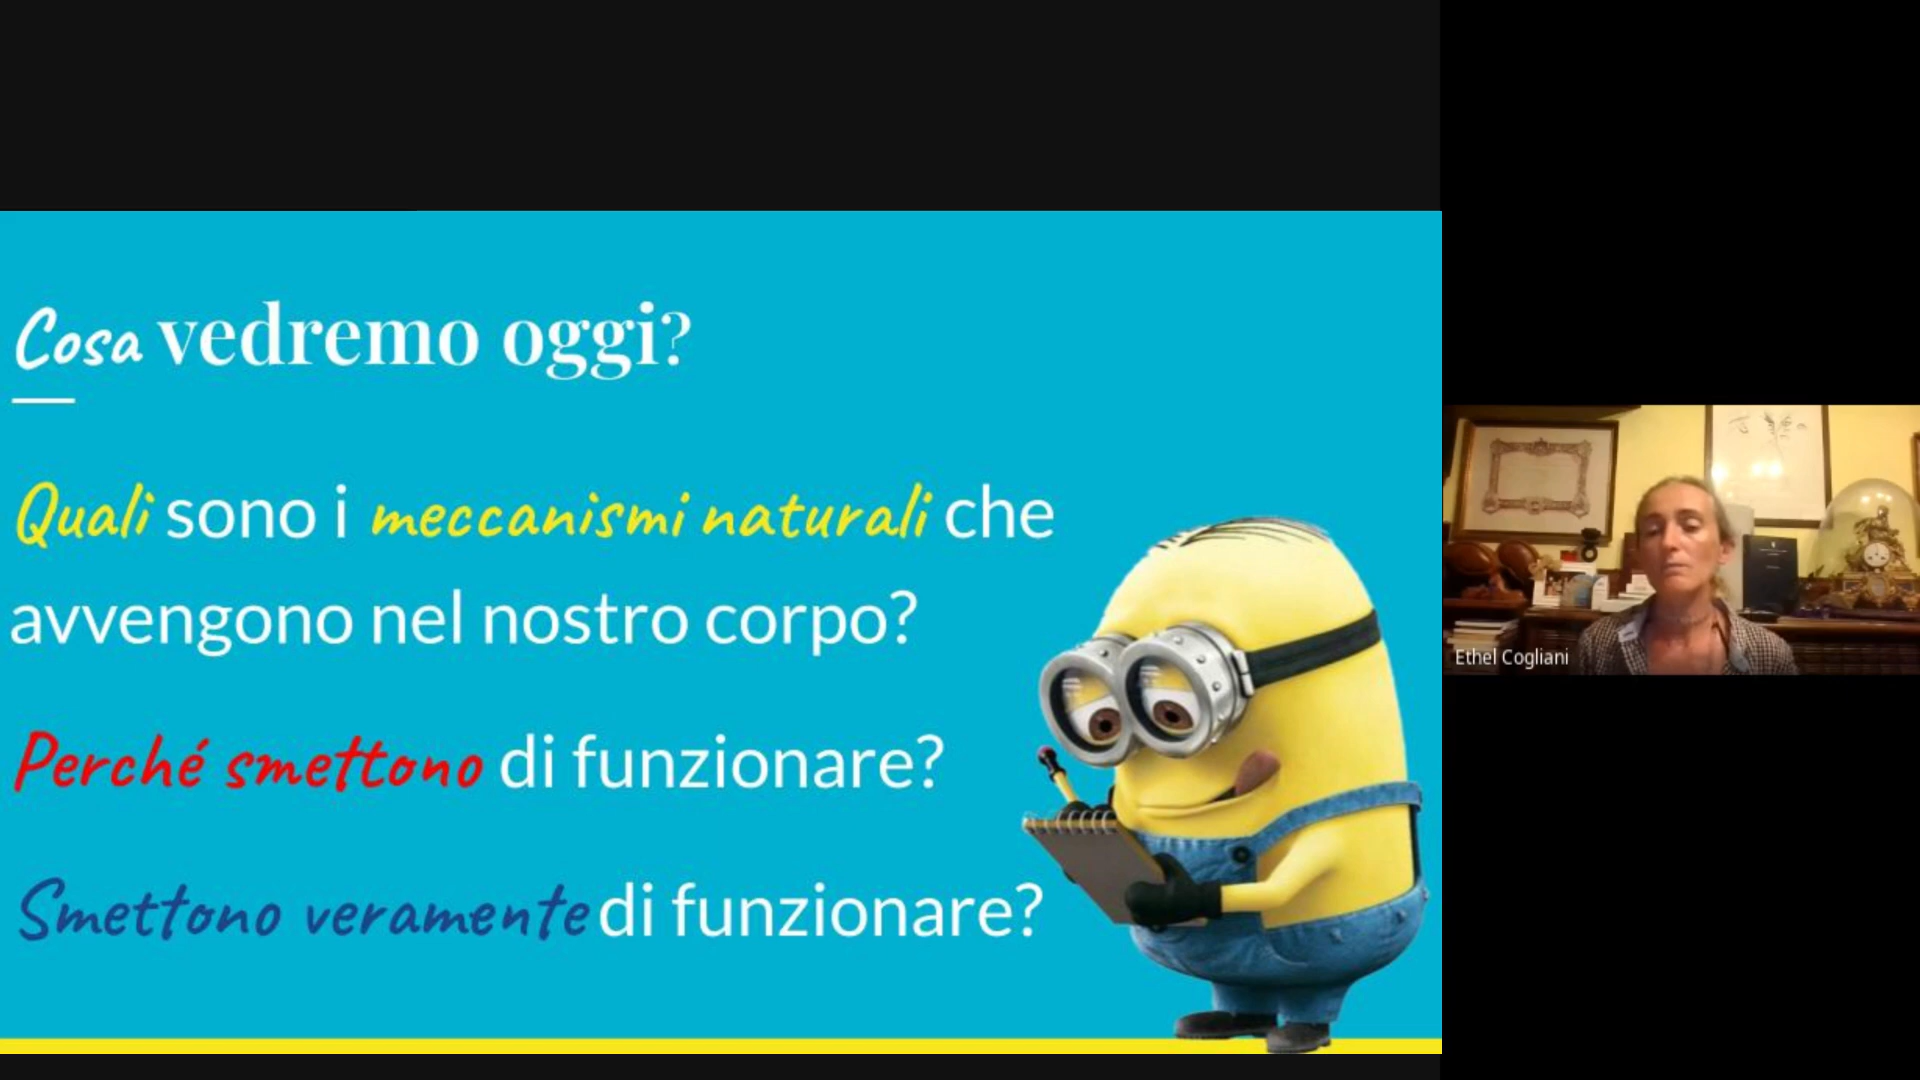 Cosa vedremo oggi?
Quali sono i meccanismi naturali che
avvengono nel nostro corpo?
Perché smettono di funzionare?
Smettono veramente di funzionare?
Ethel Cogliani